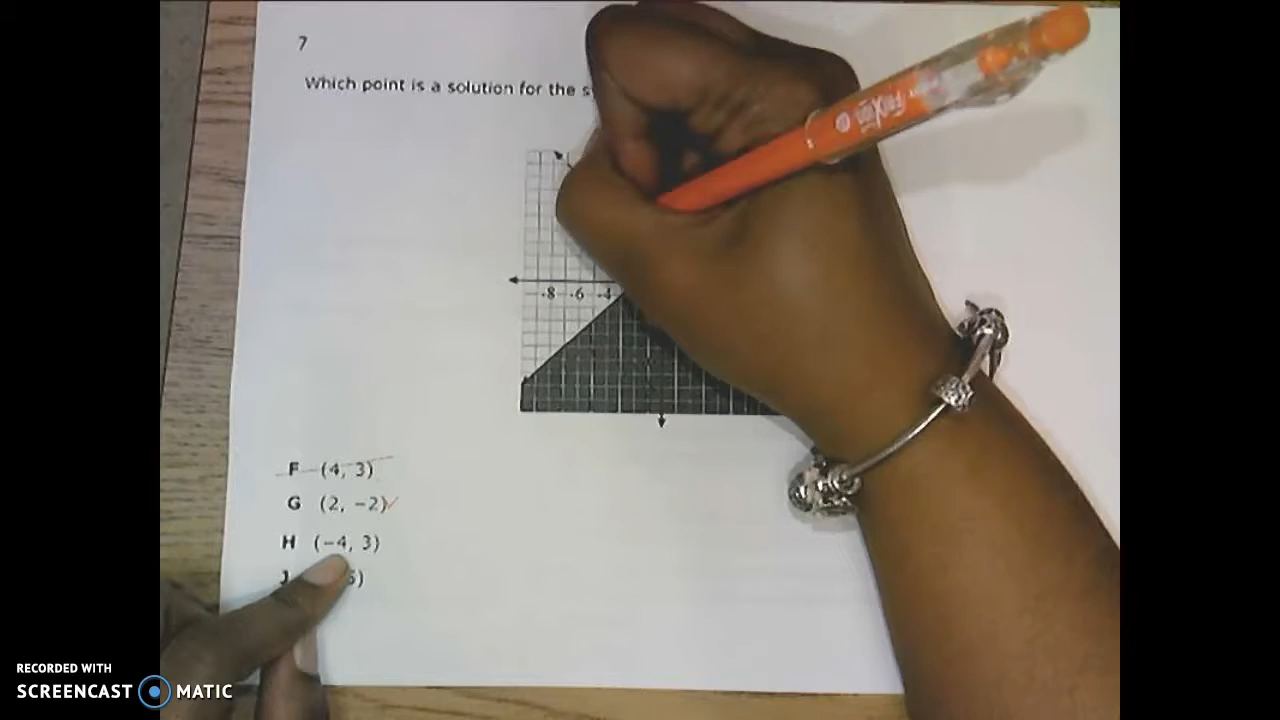 7
Which point is a solution for the
-8 -6 -4
F (4, 3)
G (2, −2)
H (−4, 3)
J
RECORDED WITH
SCREENCAST MATIC